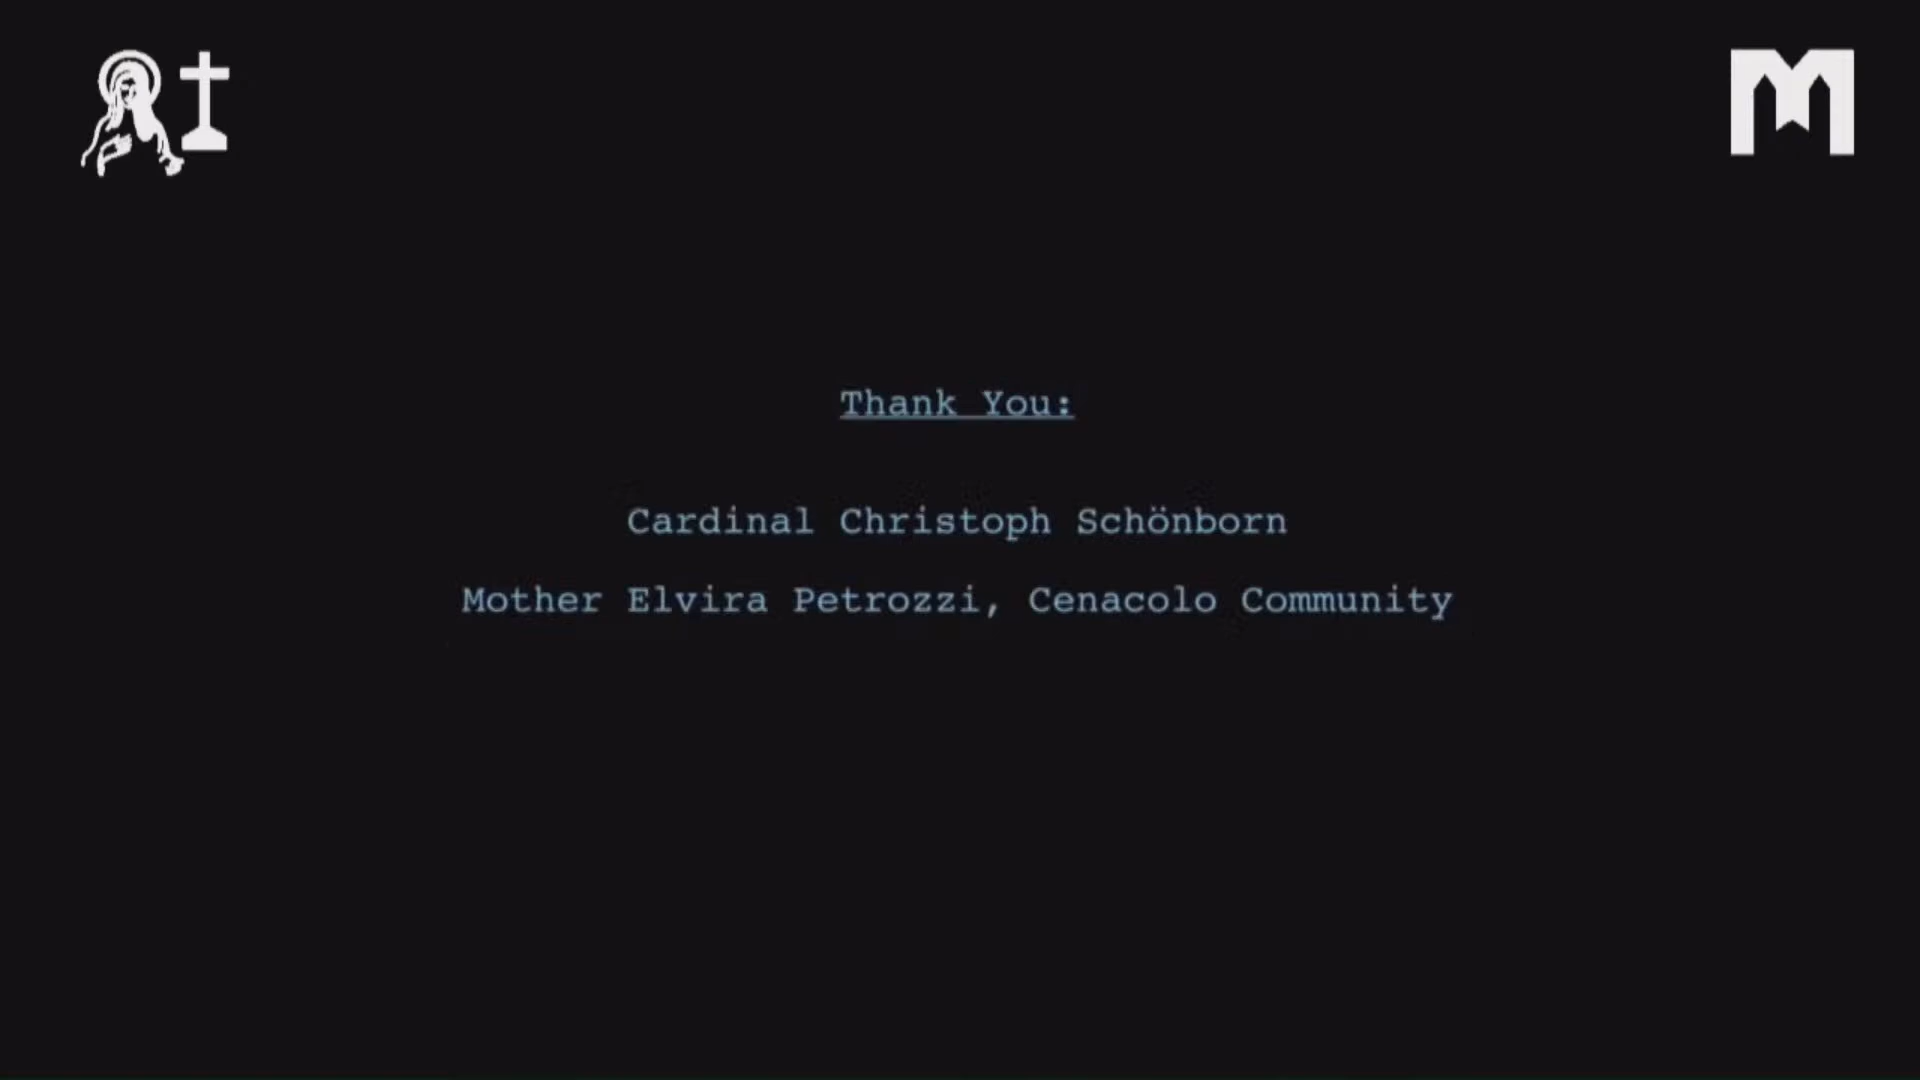 M
Thank You:
Cardinal Christoph Schönborn
Mother Elvira Petrozzi, Cenacolo Community